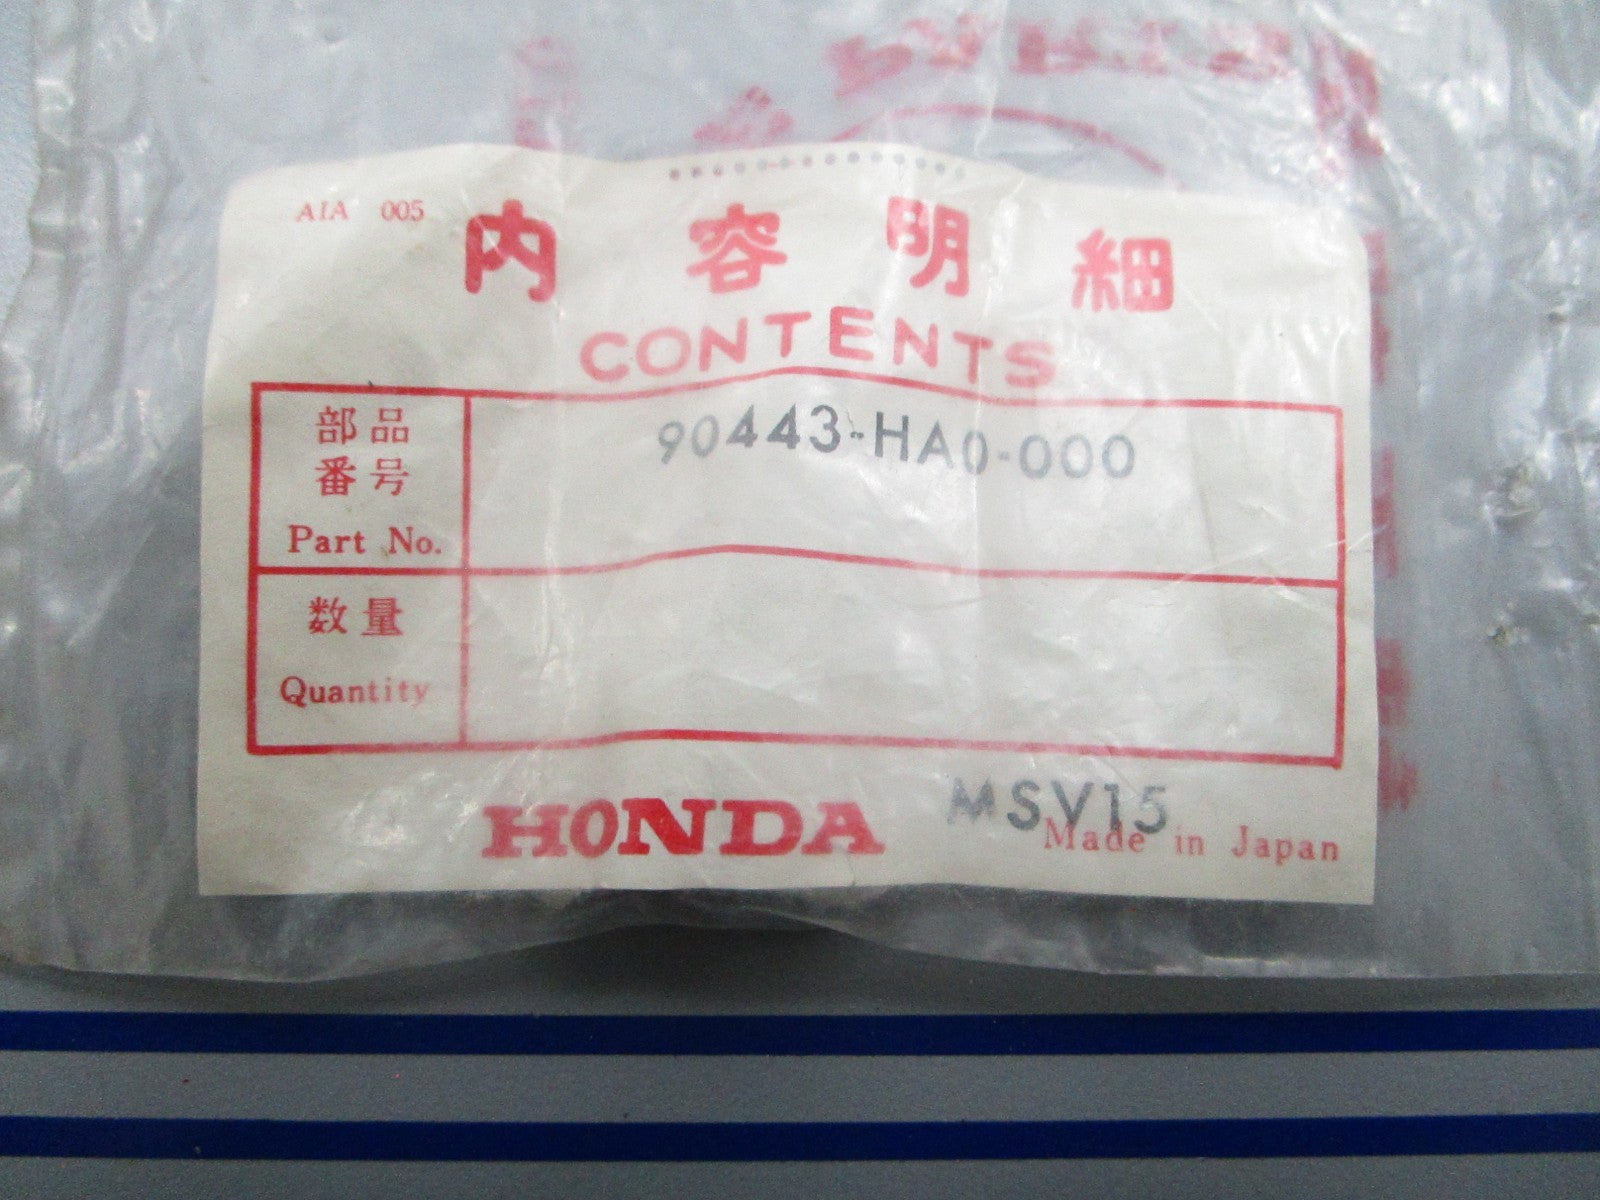 AIA 005
内容明細
CONTENTS
部品
番号
Part No.
90443-HA0-000
数量
Quantity
HONDA
MSV15
Made in Japan